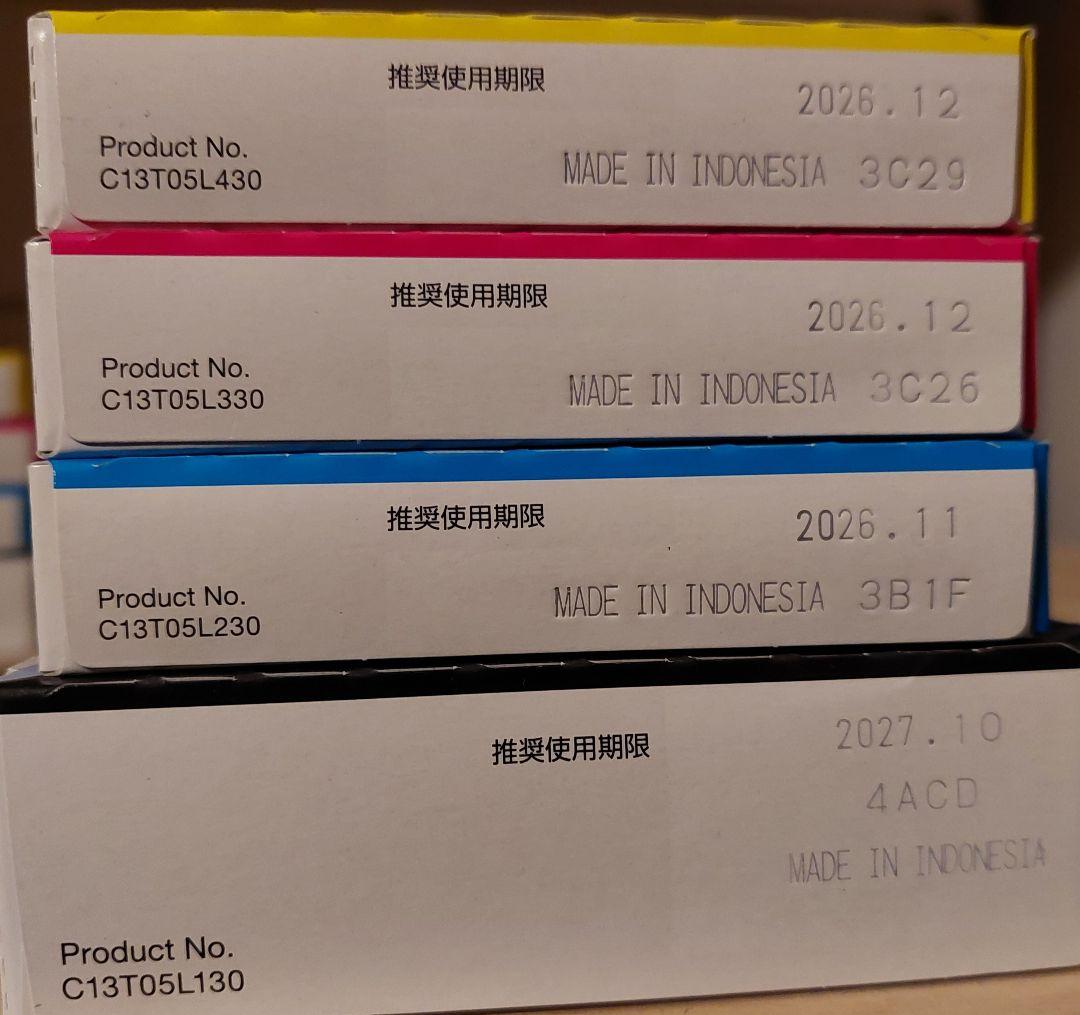 推奨使用期限
2026.12
Product No.
C13T05L430
MADE IN INDONESIA 3C29
推奨使用期限
2026.12
Product No.
C13T05L330
MADE IN INDONESIA 3C26
推奨使用期限
2026.11
Product No.
C13T05L230
MADE IN INDONESIA 3B1F
推奨使用期限
2027.10
4ACD
MADE IN INDONESIA
Product No.
C13T05L130